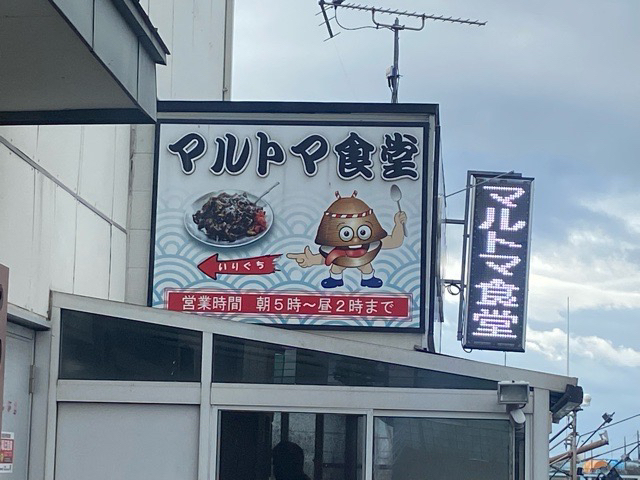 マルトマ食堂
いりぐち
営業時間 朝5時〜昼2時まで
マルトマ食堂